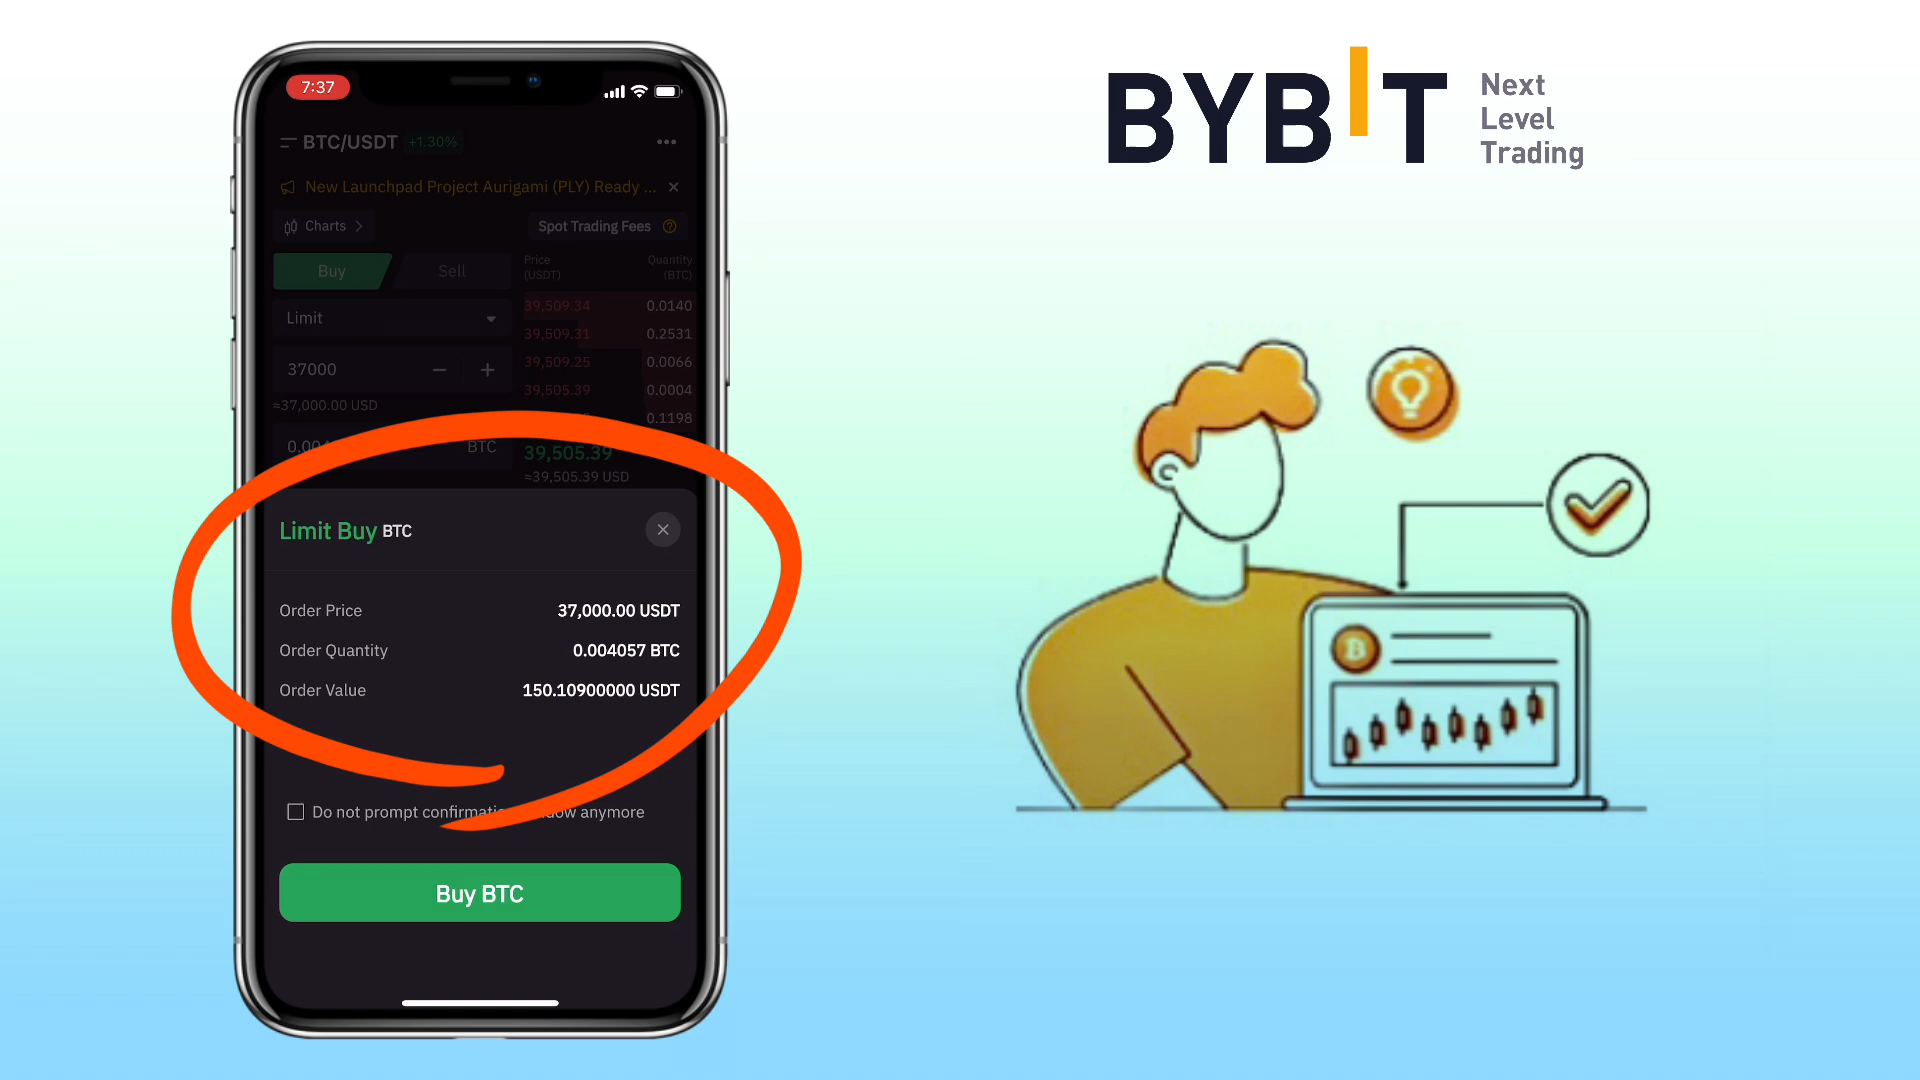 7:37
BTC/USDT +1.30%
New Launchpad Project Aurigami (PLY) Ready ...
Charts
Spot Trading Fees
Buy
Sell
Price
(USDT)
Quantity
(BTC)
Limit
39,509.34 0.0140
39,509.31 0.2531
37000
39,509.25 0.0066
39,505.39 0.0004
≈37,000.00 USD
0.1198
BTC
39,505.39
≈39,505.39 USD
Limit Buy BTC
Order Price 37,000.00 USDT
Order Quantity 0.004057 BTC
Order Value 150.10900000 USDT
Do not prompt anymore
Buy BTC
BYBIT
Next
Level
Trading